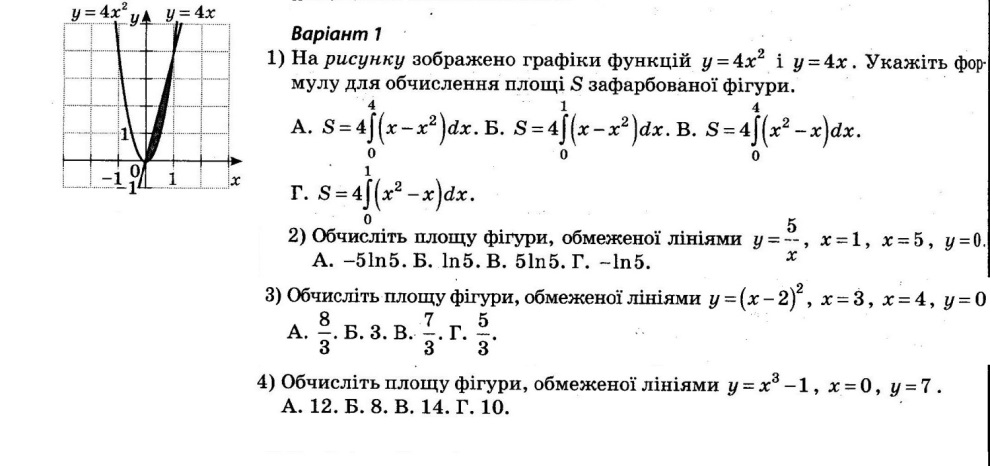 y = 4x² y y = 4x
1
-1 0 1 x
-1
Варіант 1
1) На рисунку зображено графіки функцій y = 4x² і y = 4x. Укажіть фор-
мулу для обчислення площі S зафарбованої фігури.
А. S = 4∫₀⁴(x − x²)dx. Б. S = 4∫₀¹(x − x²)dx. В. S = 4∫₀⁴(x² − x)dx.
Г. S = 4∫₀¹(x² − x)dx.
2) Обчисліть площу фігури, обмеженої лініями y = 5/x, x = 1, x = 5, y = 0.
А. −5ln5. Б. ln5. В. 5ln5. Г. −ln5.
3) Обчисліть площу фігури, обмеженої лініями y = (x − 2)², x = 3, x = 4, y = 0
А. 8/3. Б. 3. В. 7/3. Г. 5/3.
4) Обчисліть площу фігури, обмеженої лініями y = x³ − 1, x = 0, y = 7.
А. 12. Б. 8. В. 14. Г. 10.